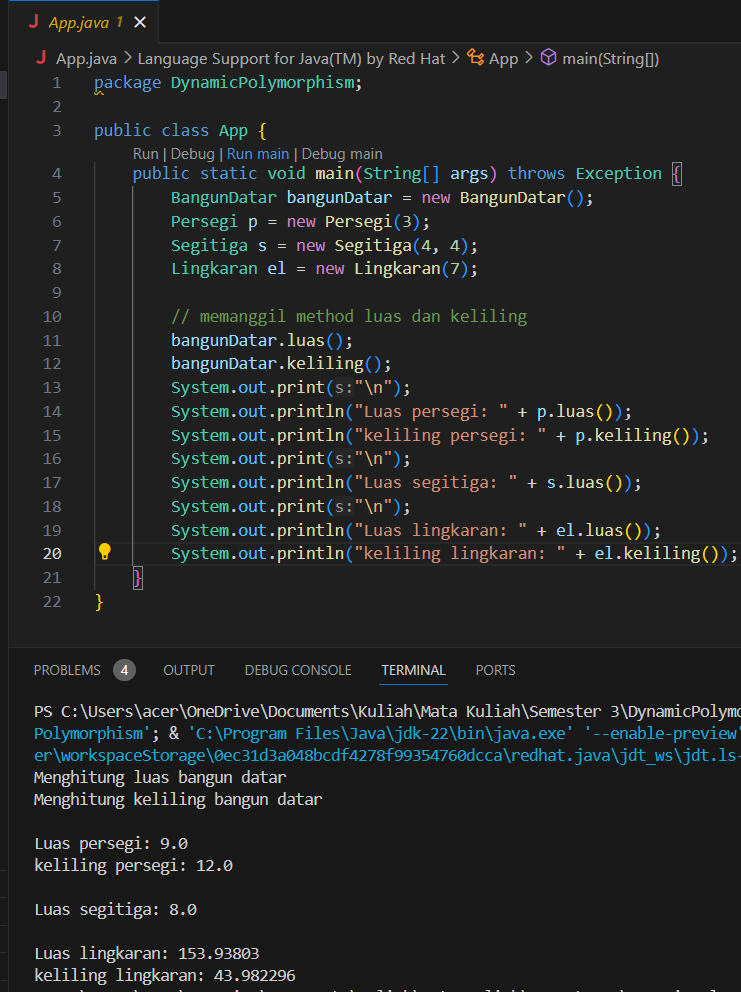 App.java 1
App.java > Language Support for Java(TM) by Red Hat > App > main(String[])
1 package DynamicPolymorphism;
2
3 public class App {
Run | Debug | Run main | Debug main
4 public static void main(String[] args) throws Exception {
5 BangunDatar bangunDatar = new BangunDatar();
6 Persegi p = new Persegi(3);
7 Segitiga s = new Segitiga(4, 4);
8 Lingkaran el = new Lingkaran(7);
9
10 // memanggil method luas dan keliling
11 bangunDatar.luas();
12 bangunDatar.keliling();
13 System.out.print(s:"\n");
14 System.out.println("Luas persegi: " + p.luas());
15 System.out.println("keliling persegi: " + p.keliling());
16 System.out.print(s:"\n");
17 System.out.println("Luas segitiga: " + s.luas());
18 System.out.print(s:"\n");
19 System.out.println("Luas lingkaran: " + el.luas());
20 System.out.println("keliling lingkaran: " + el.keliling());
21 }
22 }
PROBLEMS 4 OUTPUT DEBUG CONSOLE TERMINAL PORTS
PS C:\Users\acer\OneDrive\Documents\Kuliah\Mata Kuliah\Semester 3\DynamicPolymo
Polymorphism'; & 'C:\Program Files\Java\jdk-22\bin\java.exe' '--enable-preview'
er\workspaceStorage\0ec31d3a048bcdf4278f99354760dcca\redhat.java\jdt_ws\jdt.ls-
Menghitung luas bangun datar
Menghitung keliling bangun datar
Luas persegi: 9.0
keliling persegi: 12.0
Luas segitiga: 8.0
Luas lingkaran: 153.93803
keliling lingkaran: 43.982296